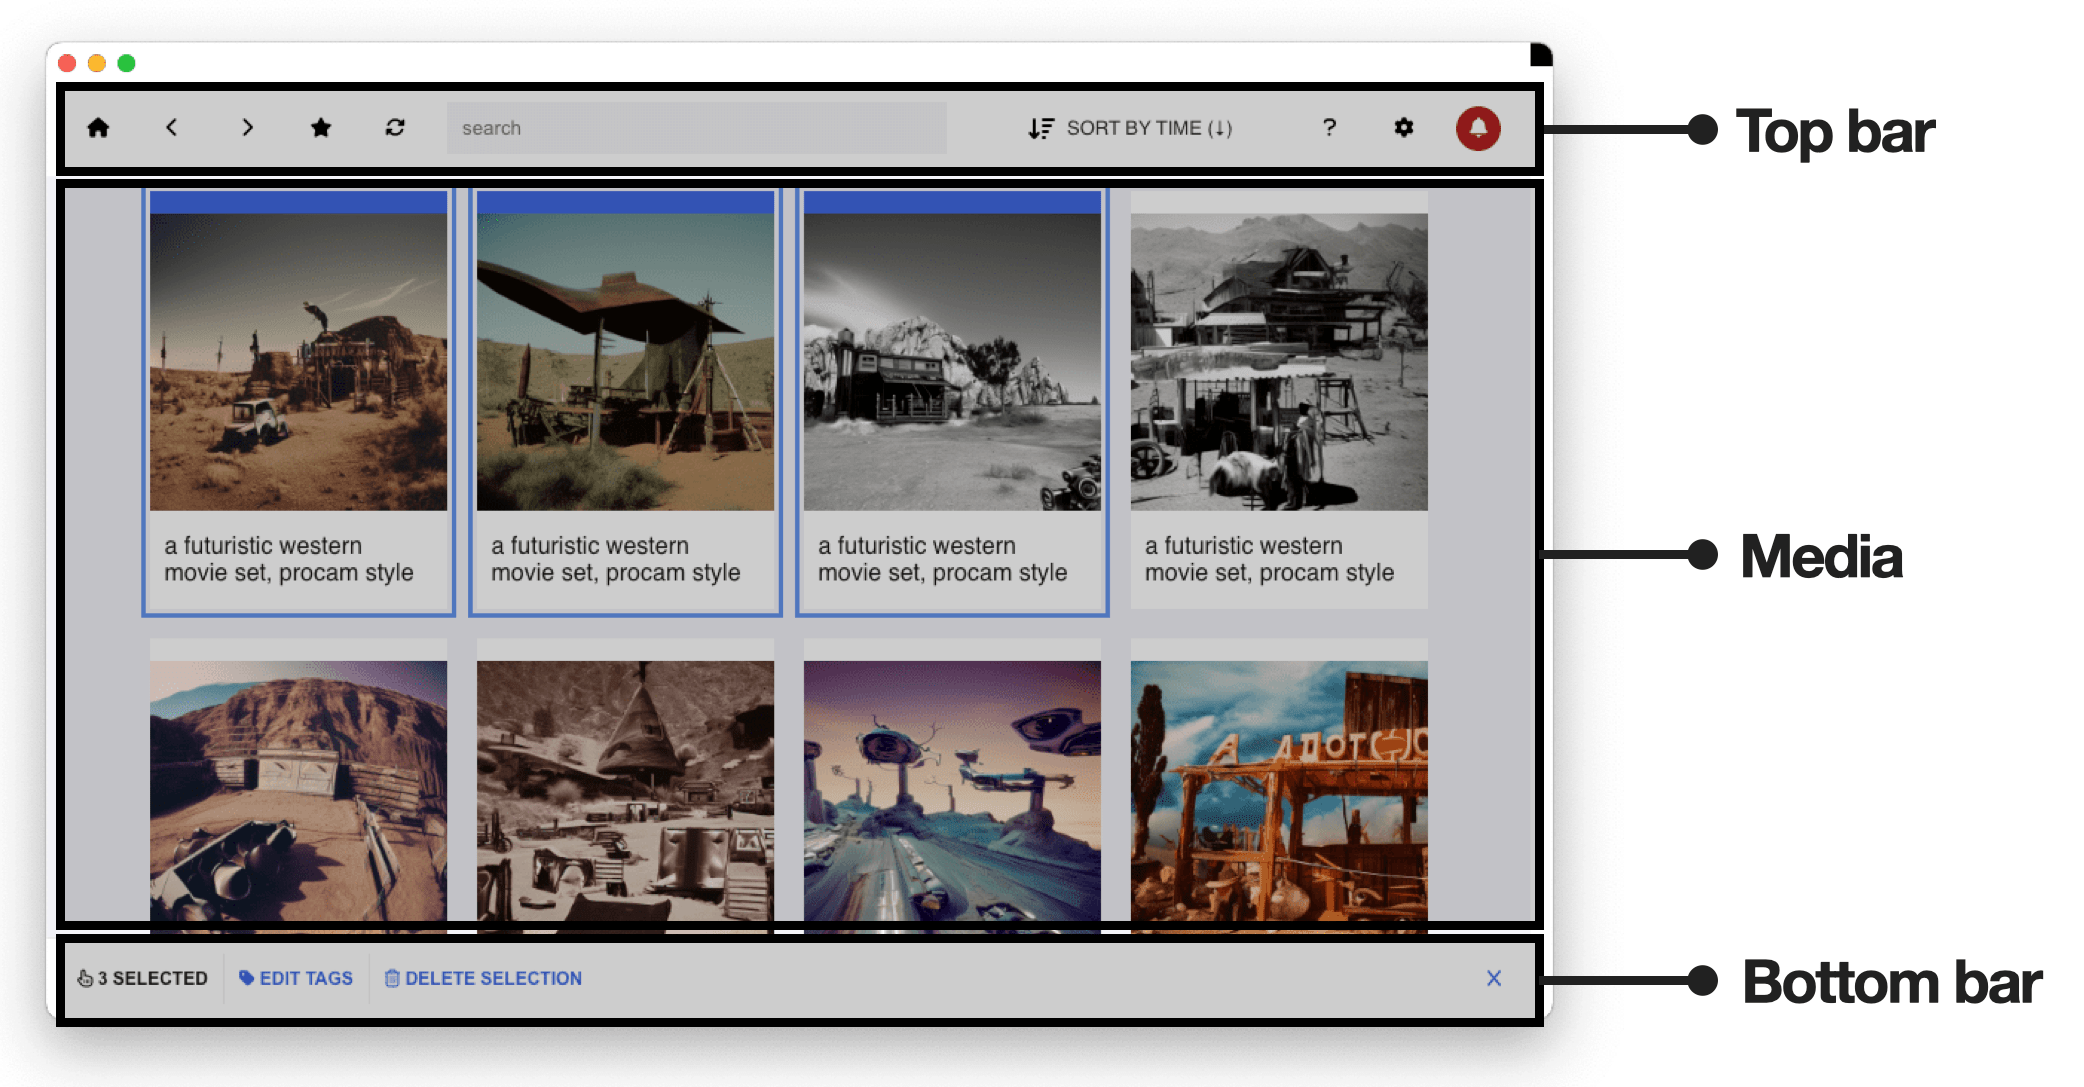 search
SORT BY TIME (↓)
?
Top bar
a futuristic western
movie set, procam style
a futuristic western
movie set, procam style
a futuristic western
movie set, procam style
a futuristic western
movie set, procam style
Media
3 SELECTED
EDIT TAGS
DELETE SELECTION
Bottom bar